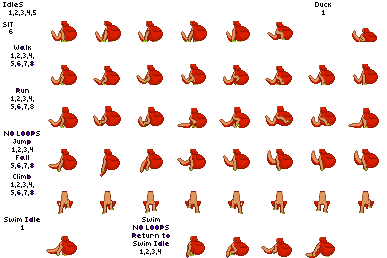 IdleS
1,2,3,4,5
Duck
1
SIT
6
Walk
1,2,3,4,
5,6,7,8
Run
1,2,3,4,
5,6,7,8
NO LOOPS
Jump
1,2,3,4
Fall
5,6,7,8
Climb
1,2,3,4,
5,6,7,8
Swim Idle
1
Swim
NO LOOPS
Return to
Swim Idle
1,2,3,4